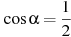 cos α = 1/2